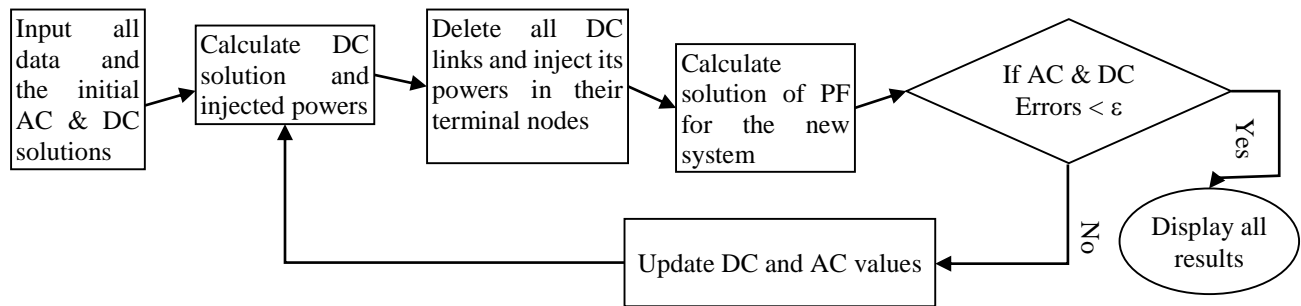 Input all
data and
the initial
AC & DC
solutions
Calculate DC
solution and
injected powers
Delete all DC
links and inject its
powers in their
terminal nodes
Calculate
solution of PF
for the new
system
If AC & DC
Errors < ε
Yes
No
Display all
results
Update DC and AC values